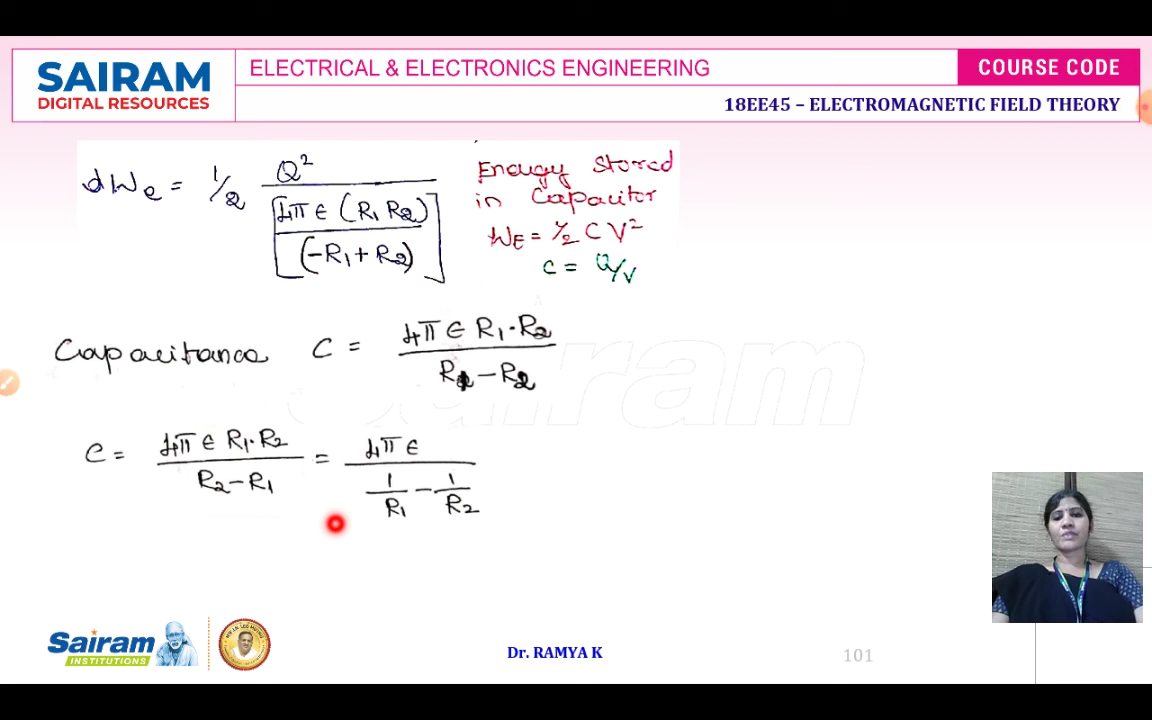 SAIRAM
DIGITAL RESOURCES
ELECTRICAL & ELECTRONICS ENGINEERING
COURSE CODE
18EE45 – ELECTROMAGNETIC FIELD THEORY
dWe = 1/2 Q² / [4π∈ (R1 R2) / (-R1 + R2)]
Energy Stored
in Capacitor
WE = 1/2 CV²
C = Q/V
Capacitance C = 4π∈ R1·R2 / R2 – R2
C = 4π∈ R1·R2 / R2 – R1 = 4π∈ / 1/R1 – 1/R2
Sairam
INSTITUTIONS
Dr. RAMYA K
101